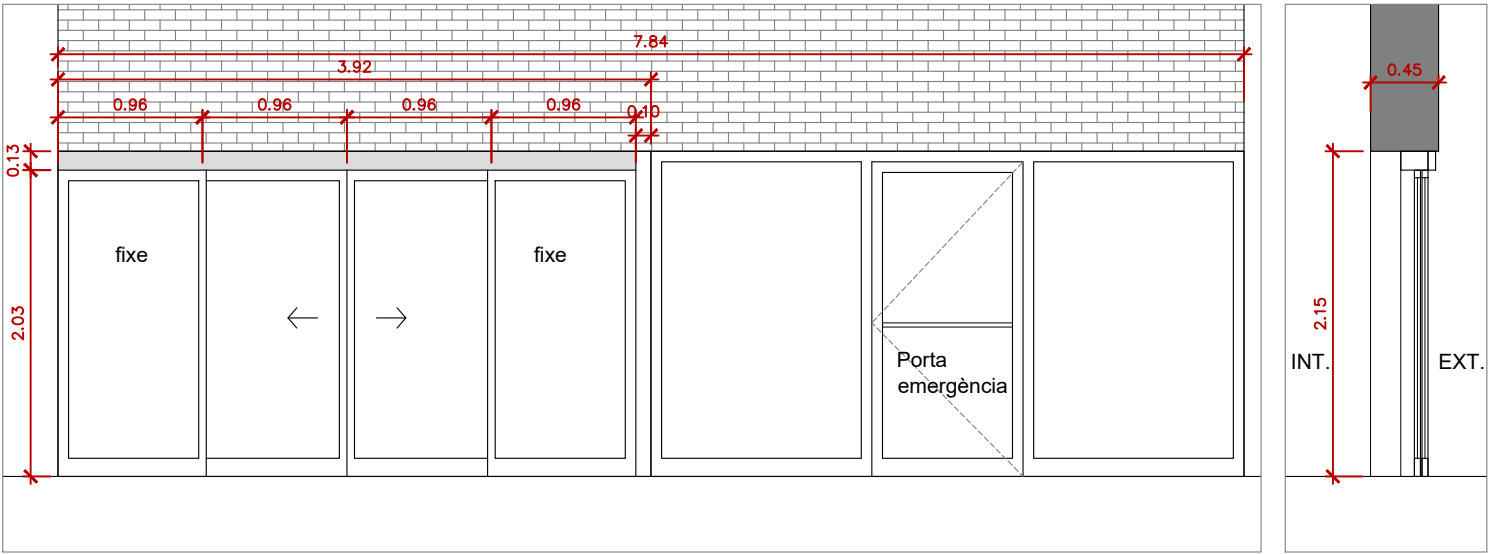 7.84
3.92
0.96
0.96
0.96
0.96
0.10
0.13
2.03
fixe
fixe
Porta
emergència
0.45
2.15
INT.
EXT.